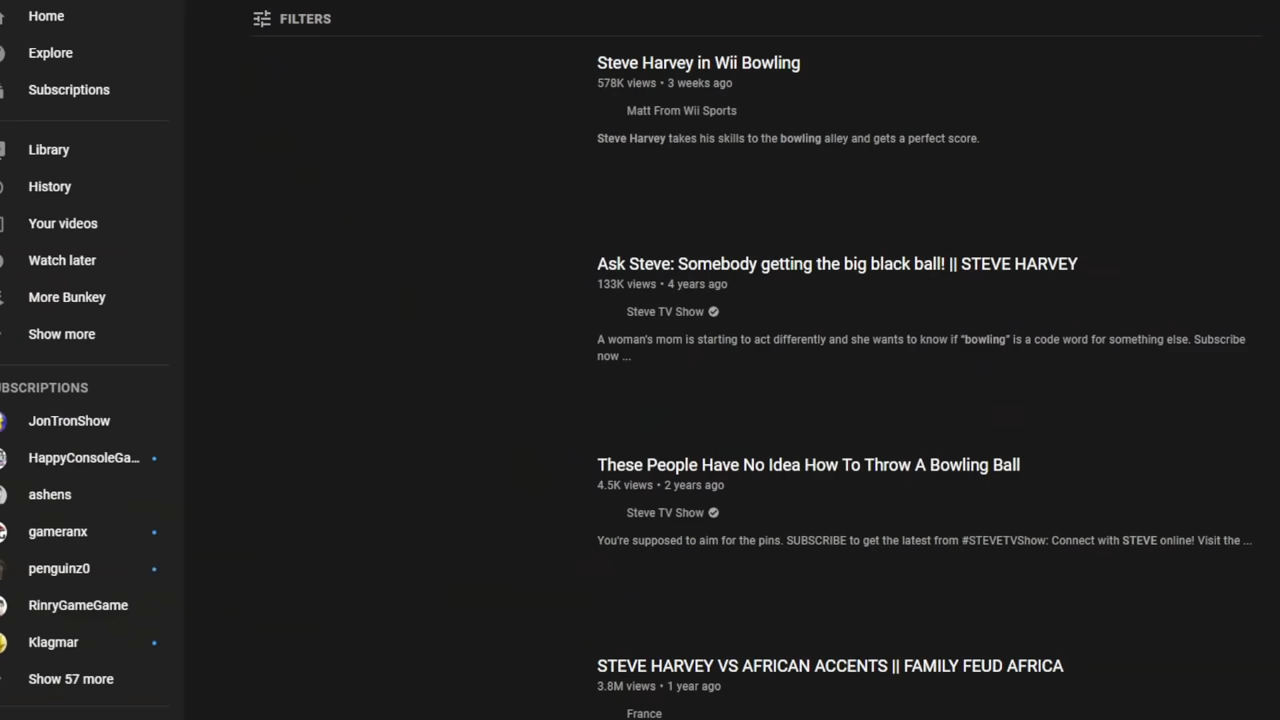 Home
Explore
Subscriptions
Library
History
Your videos
Watch later
More Bunkey
Show more
UBSCRIPTIONS
JonTronShow
HappyConsoleGa...
ashens
gameranx
penguinz0
RinryGameGame
Klagmar
Show 57 more
FILTERS
Steve Harvey in Wii Bowling
578K views • 3 weeks ago
Matt From Wii Sports
Steve Harvey takes his skills to the bowling alley and gets a perfect score.
Ask Steve: Somebody getting the big black ball! || STEVE HARVEY
133K views • 4 years ago
Steve TV Show
A woman's mom is starting to act differently and she wants to know if "bowling" is a code word for something else. Subscribe
now ...
These People Have No Idea How To Throw A Bowling Ball
4.5K views • 2 years ago
Steve TV Show
You're supposed to aim for the pins. SUBSCRIBE to get the latest from #STEVETVShow: Connect with STEVE online! Visit the ...
STEVE HARVEY VS AFRICAN ACCENTS || FAMILY FEUD AFRICA
3.8M views • 1 year ago
France